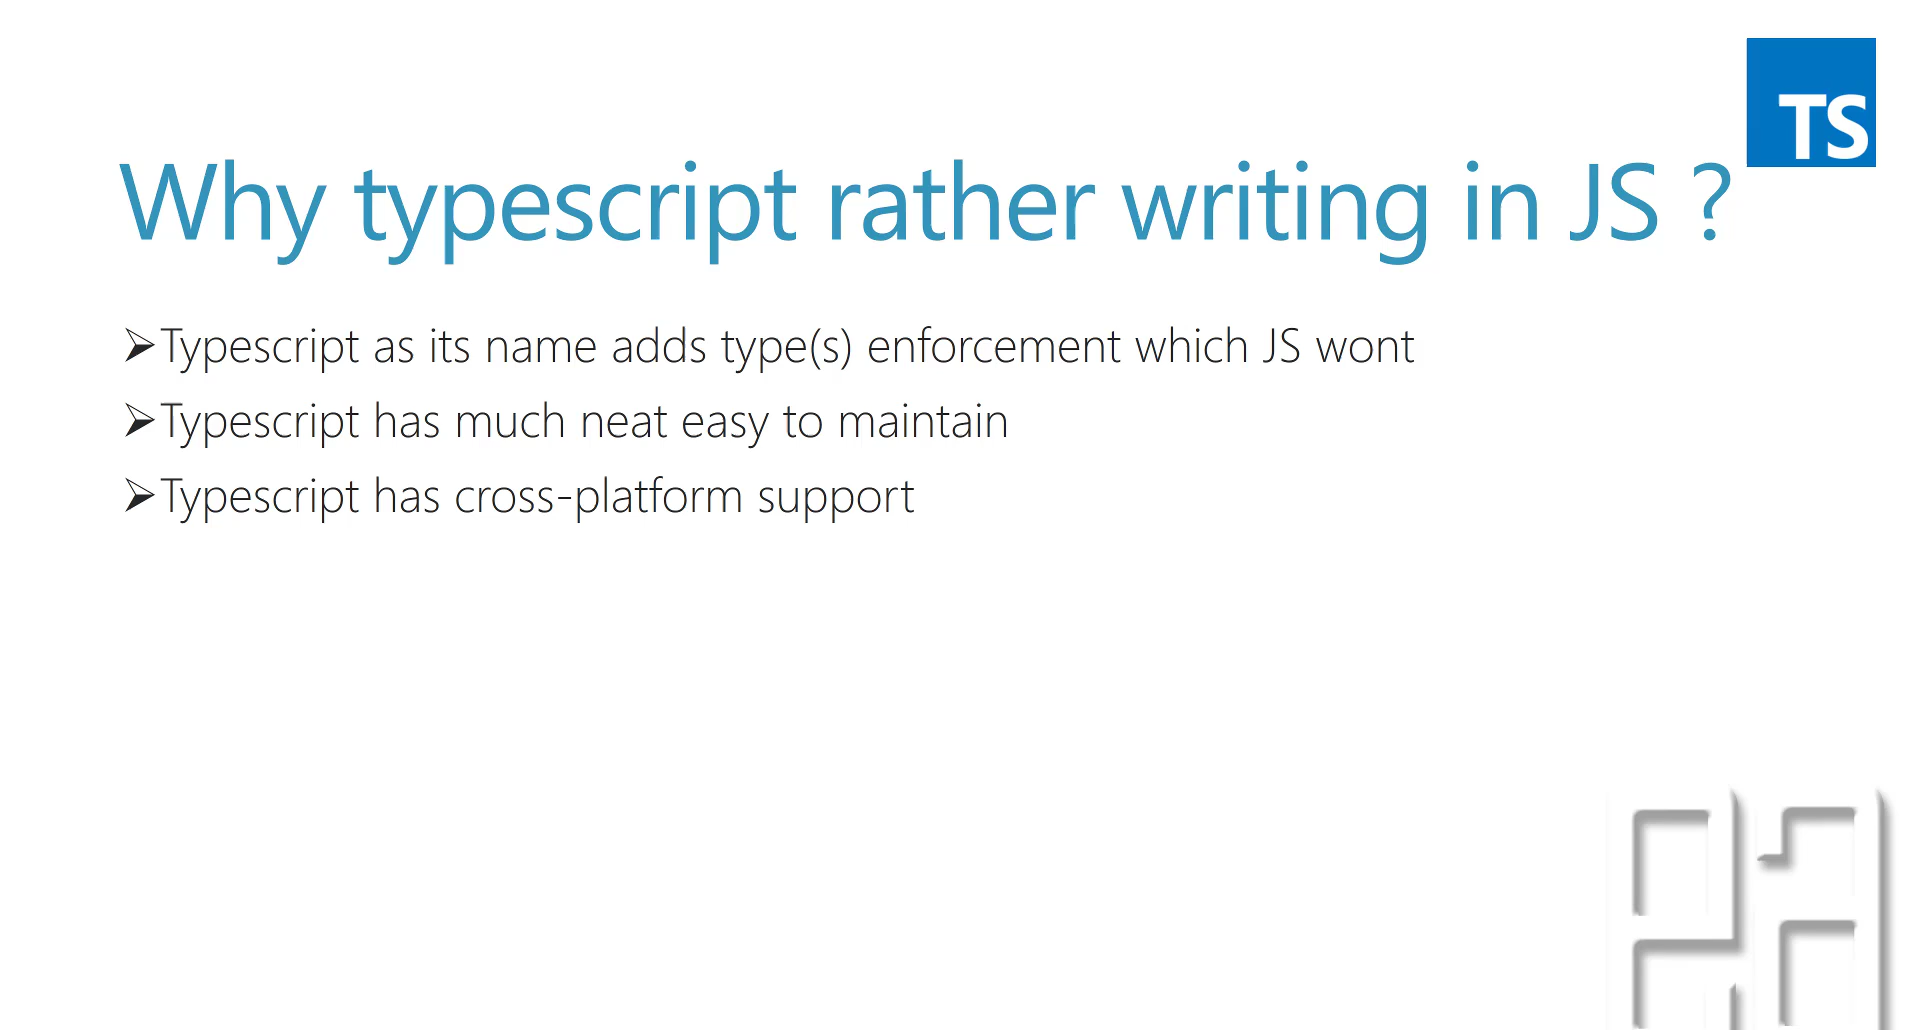 TS
Why typescript rather writing in JS ?
Typescript as its name adds type(s) enforcement which JS wont
Typescript has much neat easy to maintain
Typescript has cross-platform support